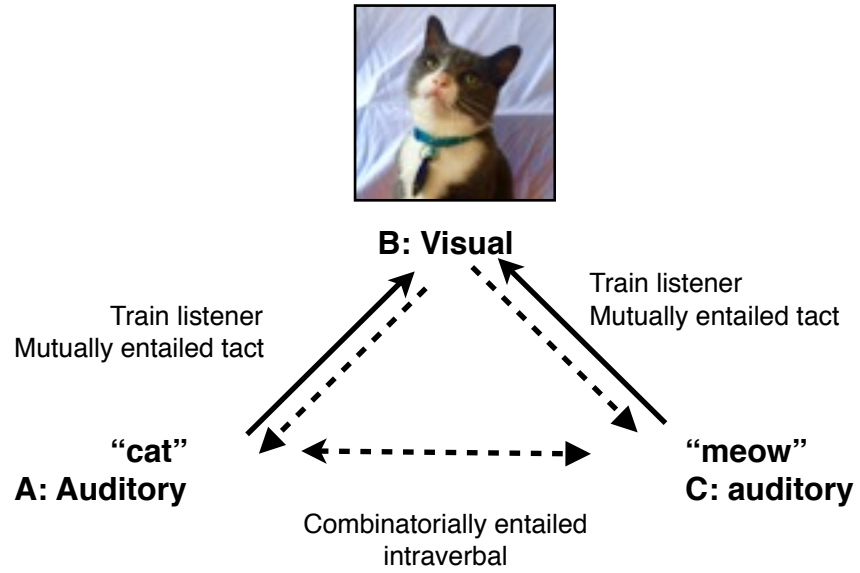 B: Visual
Train listener
Mutually entailed tact
Train listener
Mutually entailed tact
“cat”
A: Auditory
“meow”
C: auditory
Combinatorially entailed
intraverbal